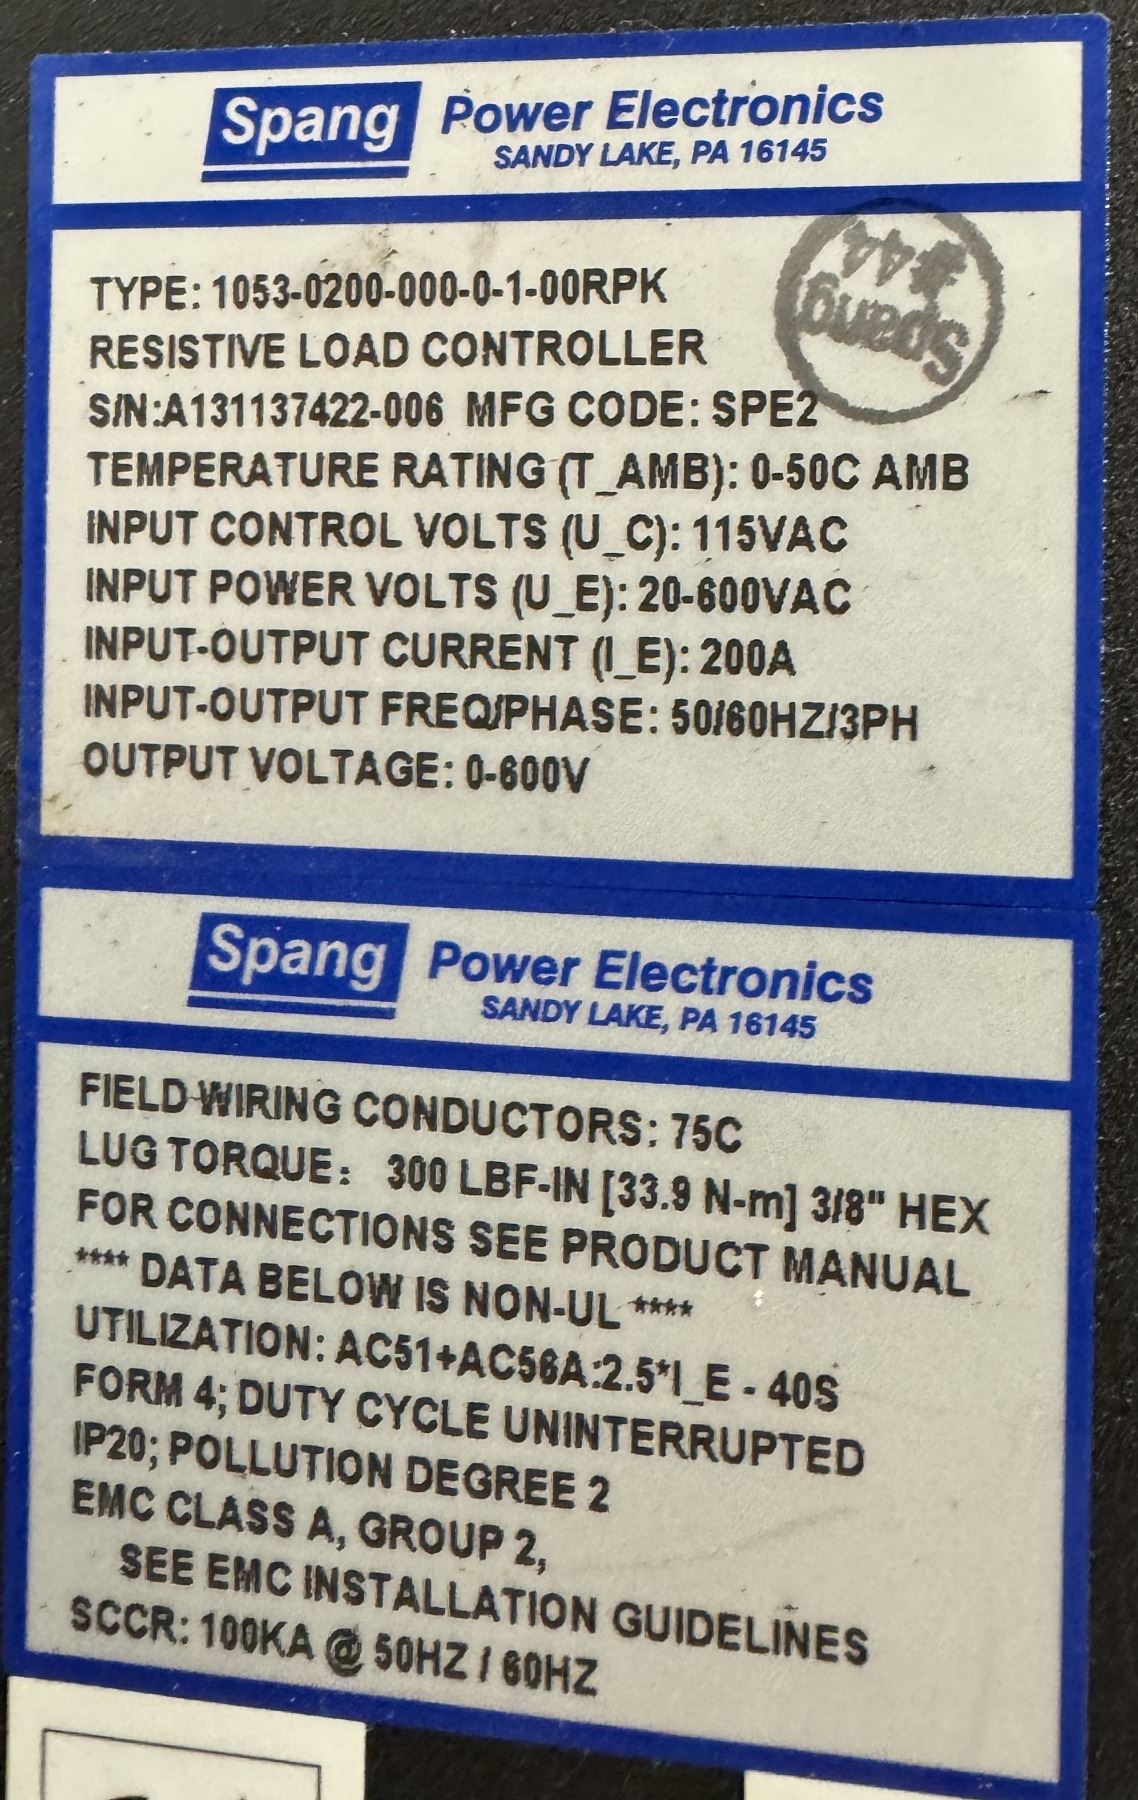 Spang Power Electronics
SANDY LAKE, PA 16145
Spang
#44
TYPE: 1053-0200-000-0-1-00RPK
RESISTIVE LOAD CONTROLLER
S/N:A131137422-006 MFG CODE: SPE2
TEMPERATURE RATING (T_AMB): 0-50C AMB
INPUT CONTROL VOLTS (U_C): 115VAC
INPUT POWER VOLTS (U_E): 20-600VAC
INPUT-OUTPUT CURRENT (I_E): 200A
INPUT-OUTPUT FREQ/PHASE: 50/60HZ/3PH
OUTPUT VOLTAGE: 0-600V
Spang Power Electronics
SANDY LAKE, PA 16145
FIELD WIRING CONDUCTORS: 75C
LUG TORQUE: 300 LBF-IN [33.9 N-m] 3/8" HEX
FOR CONNECTIONS SEE PRODUCT MANUAL
**** DATA BELOW IS NON-UL ****
UTILIZATION: AC51+AC56A:2.5*I_E - 40S
FORM 4; DUTY CYCLE UNINTERRUPTED
IP20; POLLUTION DEGREE 2
EMC CLASS A, GROUP 2,
SEE EMC INSTALLATION GUIDELINES
SCCR: 100KA @ 50HZ / 60HZ